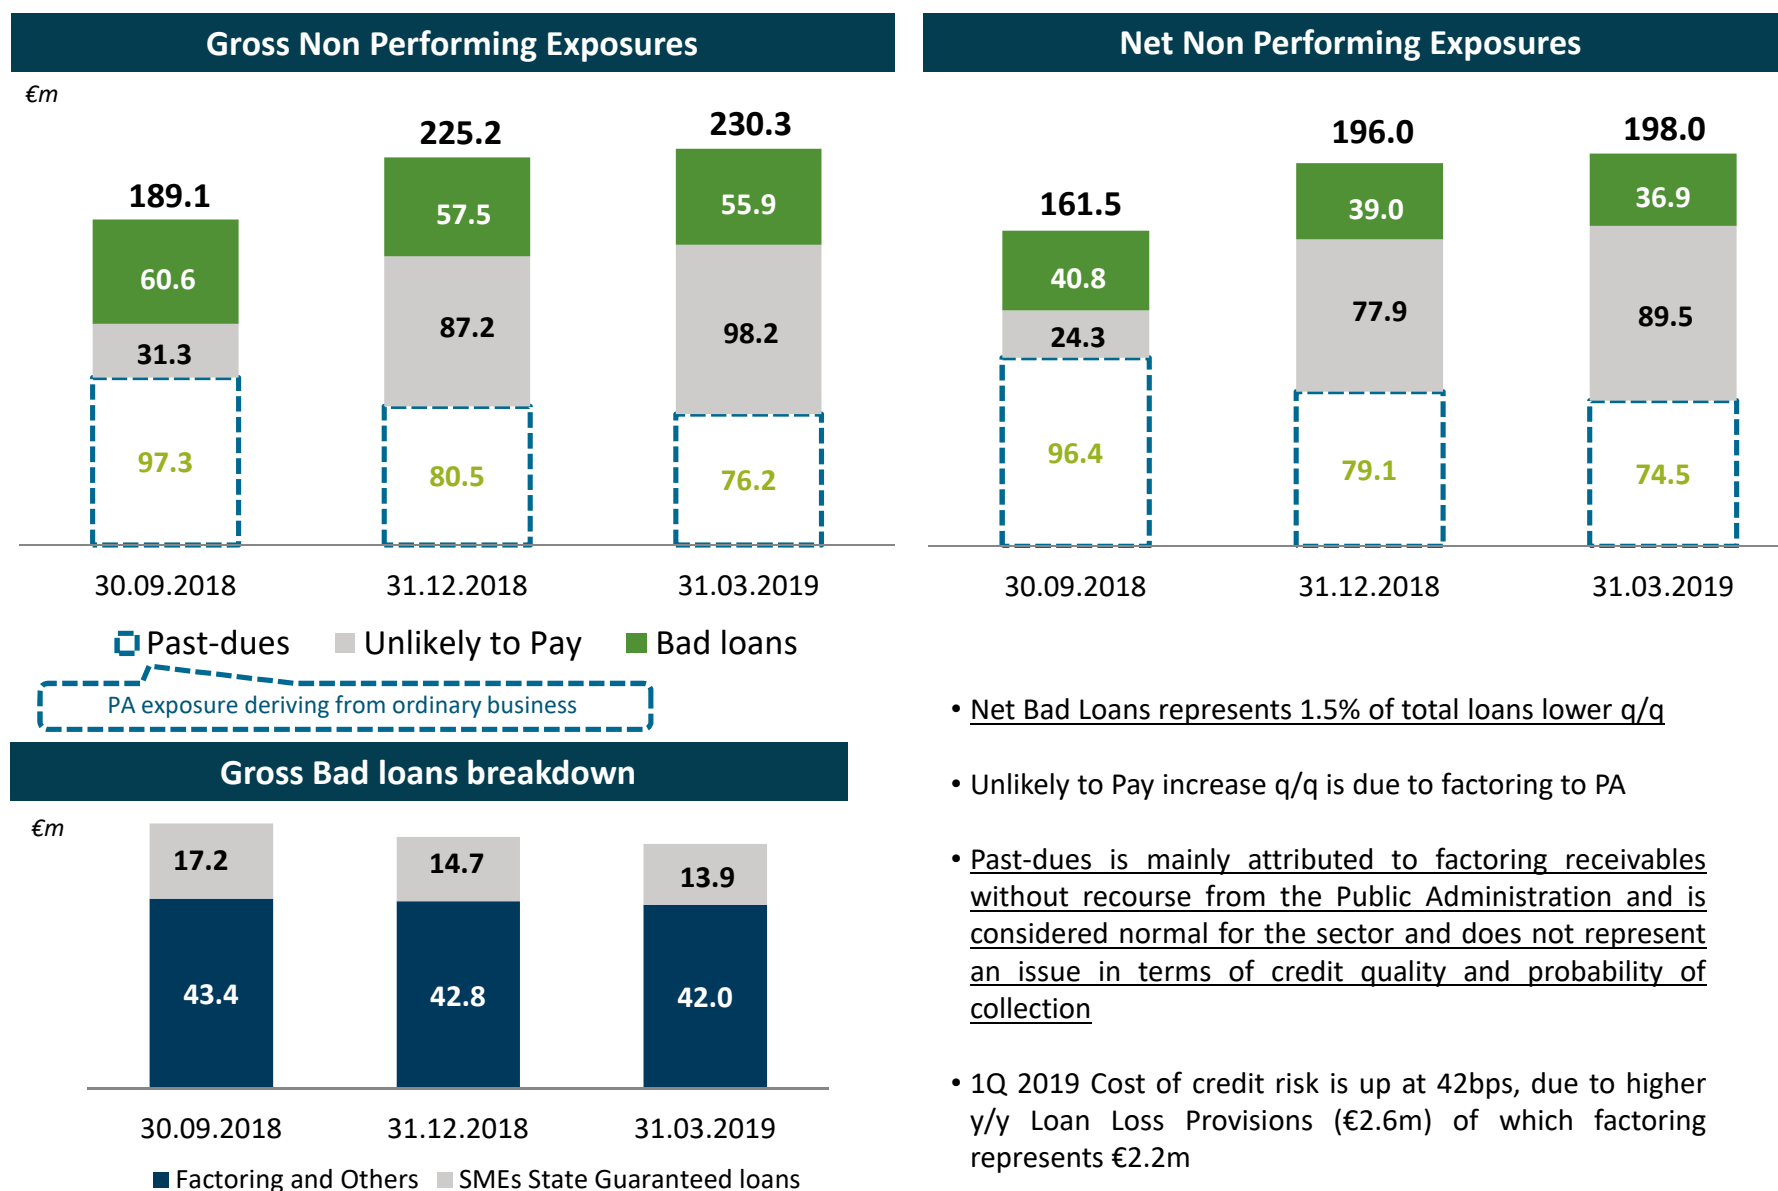 Gross Non Performing Exposures
€m
189.1
225.2
230.3
60.6
57.5
55.9
31.3
87.2
98.2
97.3
80.5
76.2
30.09.2018
31.12.2018
31.03.2019
Past-dues
Unlikely to Pay
Bad loans
PA exposure deriving from ordinary business
Net Non Performing Exposures
161.5
196.0
198.0
40.8
39.0
36.9
24.3
77.9
89.5
96.4
79.1
74.5
30.09.2018
31.12.2018
31.03.2019
Gross Bad loans breakdown
€m
17.2
14.7
13.9
43.4
42.8
42.0
30.09.2018
31.12.2018
31.03.2019
Factoring and Others
SMEs State Guaranteed loans
• Net Bad Loans represents 1.5% of total loans lower q/q
• Unlikely to Pay increase q/q is due to factoring to PA
• Past-dues is mainly attributed to factoring receivables
without recourse from the Public Administration and is
considered normal for the sector and does not represent
an issue in terms of credit quality and probability of
collection
• 1Q 2019 Cost of credit risk is up at 42bps, due to higher
y/y Loan Loss Provisions (€2.6m) of which factoring
represents €2.2m